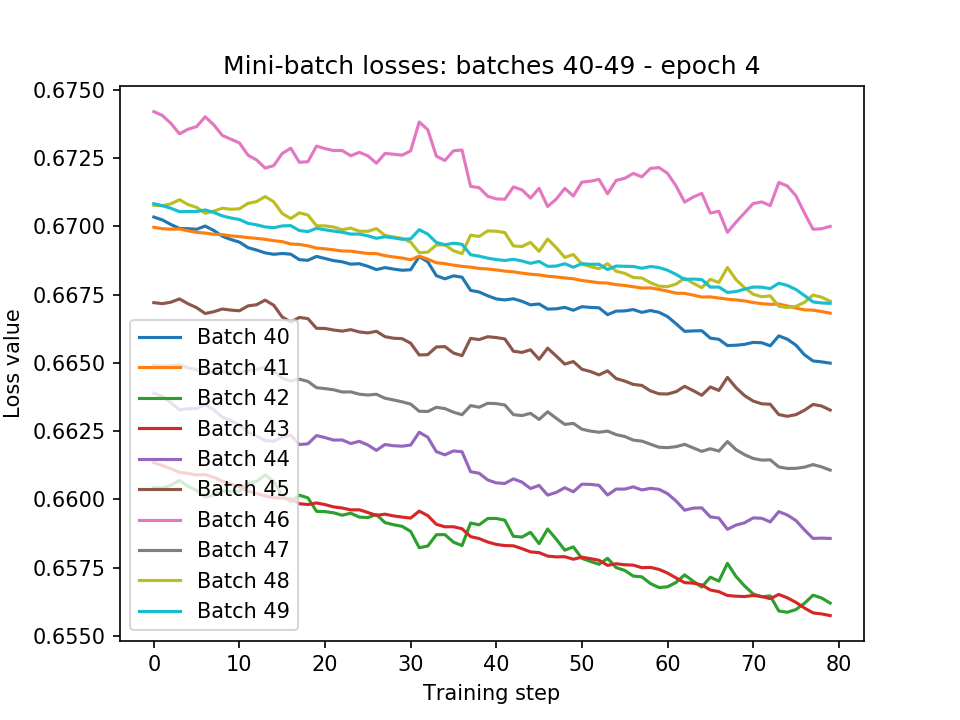 Mini-batch losses: batches 40-49 - epoch 4
0.6750
0.6725
0.6700
0.6675
0.6650
0.6625
0.6600
0.6575
0.6550
Loss value
Batch 40
Batch 41
Batch 42
Batch 43
Batch 44
Batch 45
Batch 46
Batch 47
Batch 48
Batch 49
0 10 20 30 40 50 60 70 80
Training step